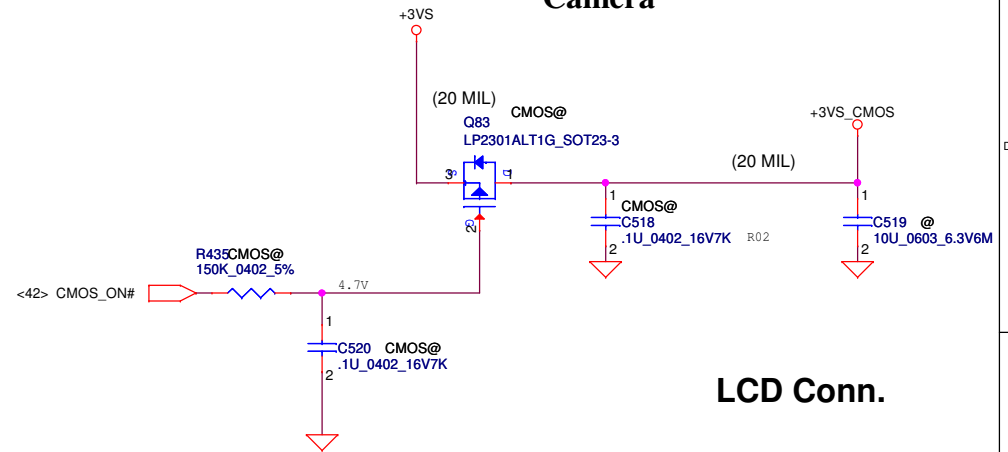 Camera
+3VS
(20 MIL)
CMOS@
Q83
LP2301ALT1G_SOT23-3
+3VS_CMOS
(20 MIL)
3
S
D
1
G
2
1
CMOS@
C518
.1U_0402_16V7K
R02
2
1
C519 @
10U_0603_6.3V6M
2
R435CMOS@
150K_0402_5%
<42> CMOS_ON#
4.7V
1
C520 CMOS@
.1U_0402_16V7K
2
LCD Conn.
D